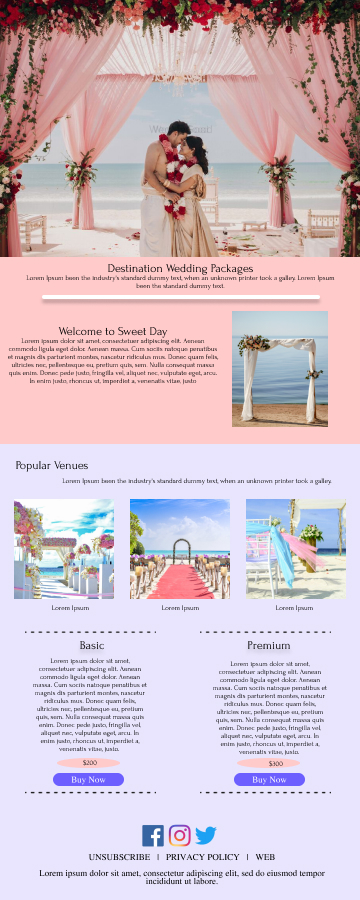 Destination Wedding Packages
Lorem Ipsum been the industry's standard dummy text, when an unknown printer took a galley. Lorem Ipsum
been the standard dummy text.
Welcome to Sweet Day
Lorem ipsum dolor sit amet, consectetuer adipiscing elit. Aenean
commodo ligula eget dolor. Aenean massa. Cum sociis natoque penatibus
et magnis dis parturient montes, nascetur ridiculus mus. Donec quam felis,
ultricies nec, pellentesque eu, pretium quis, sem. Nulla consequat massa
quis enim. Donec pede justo, fringilla vel, aliquet nec, vulputate eget, arcu.
In enim justo, rhoncus ut, imperdiet a, venenatis vitae, justo
Popular Venues
Lorem Ipsum been the industry's standard dummy text, when an unknown printer took a galley.
Lorem Ipsum
Lorem Ipsum
Lorem Ipsum
Basic
Lorem ipsum dolor sit amet,
consectetuer adipiscing elit. Aenean
commodo ligula eget dolor. Aenean
massa. Cum sociis natoque penatibus et
magnis dis parturient montes, nascetur
ridiculus mus. Donec quam felis,
ultricies nec, pellentesque eu, pretium
quis, sem. Nulla consequat massa quis
enim. Donec pede justo, fringilla vel,
aliquet nec, vulputate eget, arcu. In
enim justo, rhoncus ut, imperdiet a,
venenatis vitae, justo.
$200
Buy Now
Premium
Lorem ipsum dolor sit amet,
consectetuer adipiscing elit. Aenean
commodo ligula eget dolor. Aenean
massa. Cum sociis natoque penatibus et
magnis dis parturient montes, nascetur
ridiculus mus. Donec quam felis,
ultricies nec, pellentesque eu, pretium
quis, sem. Nulla consequat massa quis
enim. Donec pede justo, fringilla vel,
aliquet nec, vulputate eget, arcu. In
enim justo, rhoncus ut, imperdiet a,
venenatis vitae, justo.
$300
Buy Now
UNSUBSCRIBE | PRIVACY POLICY | WEB
Lorem ipsum dolor sit amet, consectetur adipiscing elit, sed do eiusmod tempor
incididunt ut labore.